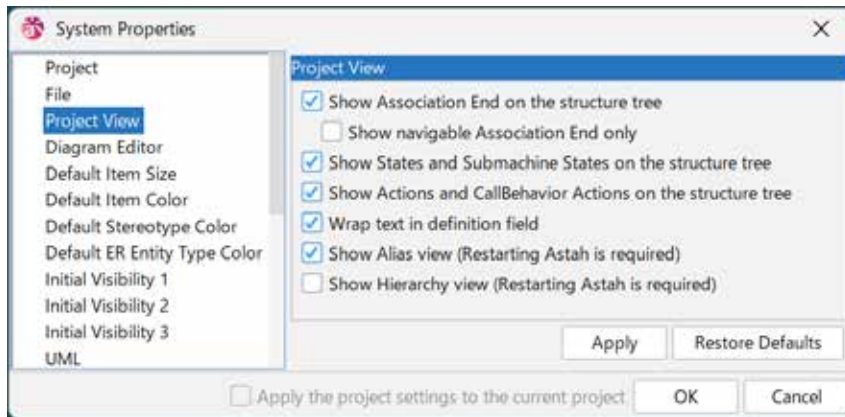 System Properties
Project
File
Project View
Diagram Editor
Default Item Size
Default Item Color
Default Stereotype Color
Default ER Entity Type Color
Initial Visibility 1
Initial Visibility 2
Initial Visibility 3
UML
Project View
Show Association End on the structure tree
Show navigable Association End only
Show States and Submachine States on the structure tree
Show Actions and CallBehavior Actions on the structure tree
Wrap text in definition field
Show Alias view (Restarting Astah is required)
Show Hierarchy view (Restarting Astah is required)
Apply Restore Defaults
Apply the project settings to the current project OK Cancel